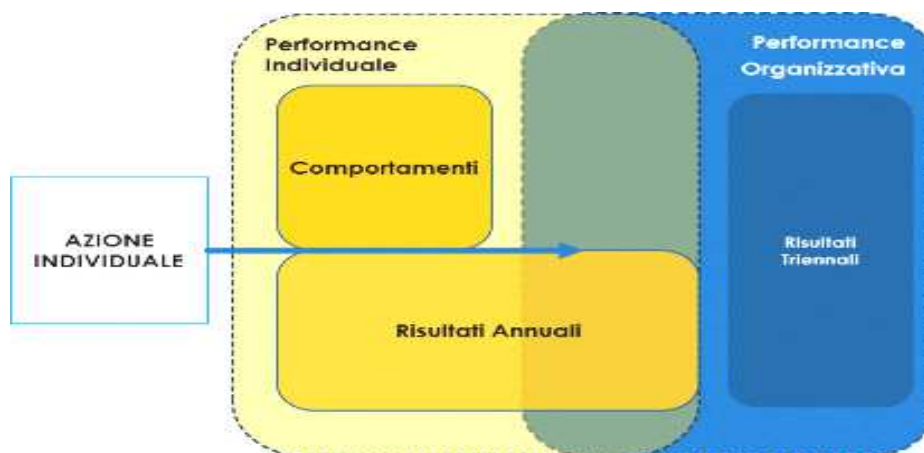 Performance
Individuale
Performance
Organizzativa
Comportamenti
AZIONE
INDIVIDUALE
Risultati
Triennali
Risultati Annuali